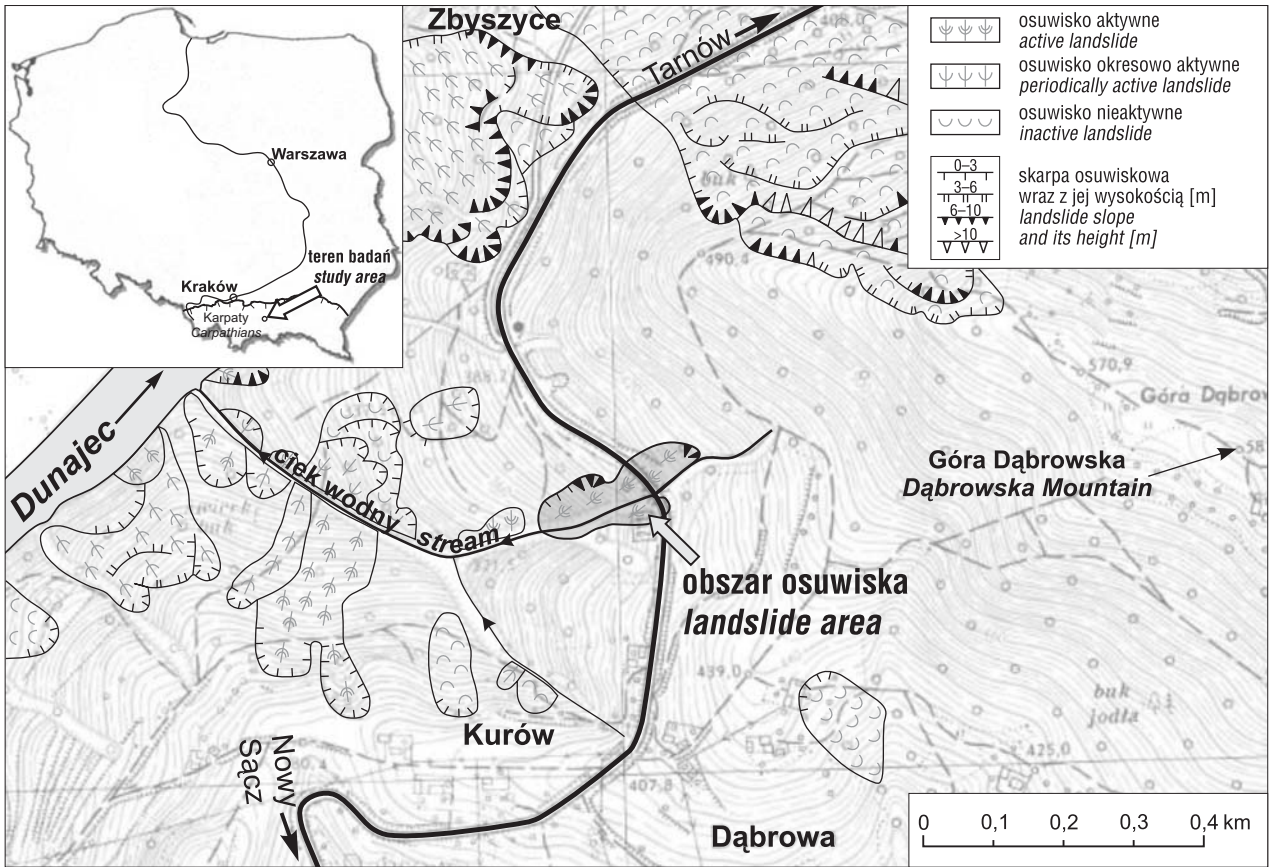 Zbyszyce
Tarnów
408.0
osuwisko aktywne
active landslide
osuwisko okresowo aktywne
periodically active landslide
osuwisko nieaktywne
inactive landslide
0–3
3–6
6–10
>10
skarpa osuwiskowa
wraz z jej wysokością [m]
landslide slope
and its height [m]
Warszawa
teren badań
study area
Kraków
Karpaty
Carpathians
buk
490.4
570,9
Góra Dąbrow
58
Dunajec
ciek wodny
stream
Góra Dąbrowska
Dąbrowska Mountain
obszar osuwiska
landslide area
439.0
buk
jodła
425,0
Kurów
Nowy
Sącz
407.8
Dąbrowa
0
0,1
0,2
0,3
0,4 km